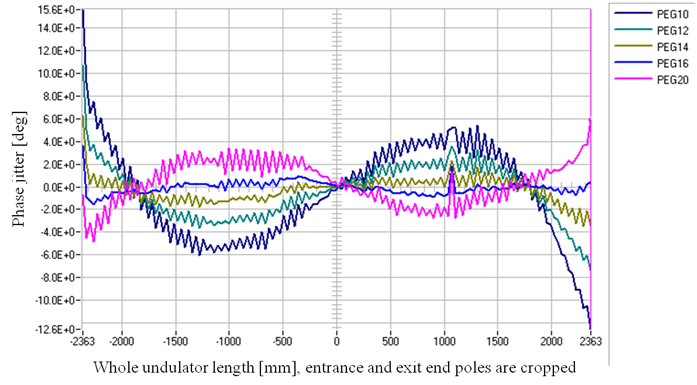 15.6E+0
14.0E+0
12.0E+0
10.0E+0
8.0E+0
6.0E+0
4.0E+0
2.0E+0
0.0E+0
-2.0E+0
-4.0E+0
-6.0E+0
-8.0E+0
-10.0E+0
-12.6E+0
Phase jitter [deg]
-2363 -2000 -1500 -1000 -500 0 500 1000 1500 2000 2363
Whole undulator length [mm], entrance and exit end poles are cropped
PEG10
PEG12
PEG14
PEG16
PEG20